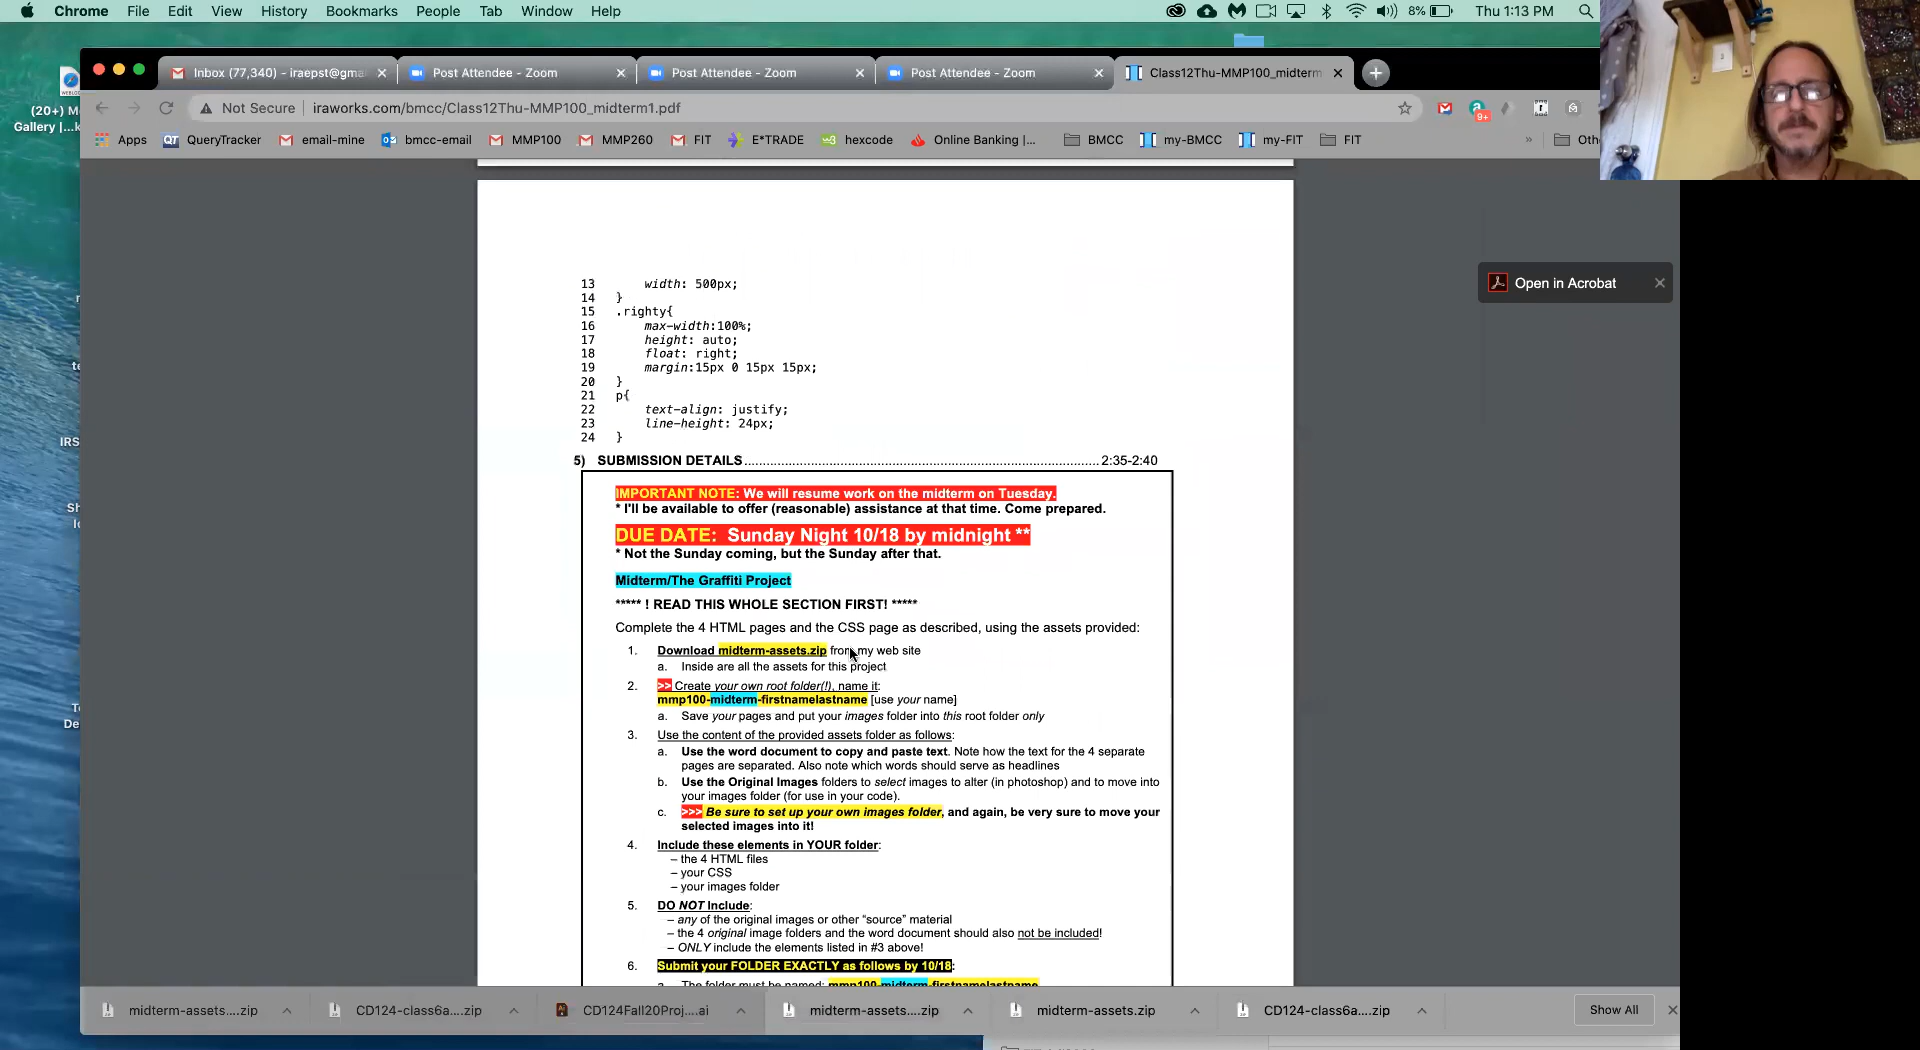 Chrome File Edit View History Bookmarks People Tab Window Help 8% Thu 1:13 PM
Inbox (77,340) - iraepst@gma Post Attendee - Zoom Post Attendee - Zoom Post Attendee - Zoom Class12Thu-MMP100_midterm
Not Secure iraworks.com/bmcc/Class12Thu-MMP100_midterm1.pdf 9+
Apps QueryTracker email-mine bmcc-email MMP100 MMP260 FIT E*TRADE hexcode Online Banking |... BMCC my-BMCC my-FIT FIT » Oth
(20+)
Gallery |...
IRS
Open in Acrobat
13 width: 500px;
14 }
15 .righty{
16 max-width:100%;
17 height: auto;
18 float: right;
19 margin:15px 0 15px 15px;
20 }
21 p{
22 text-align: justify;
23 line-height: 24px;
24 }
5) SUBMISSION DETAILS........................................................................................................2:35-2:40
IMPORTANT NOTE: We will resume work on the midterm on Tuesday.
* I'll be available to offer (reasonable) assistance at that time. Come prepared.
DUE DATE: Sunday Night 10/18 by midnight **
* Not the Sunday coming, but the Sunday after that.
Midterm/The Graffiti Project
***** ! READ THIS WHOLE SECTION FIRST! *****
Complete the 4 HTML pages and the CSS page as described, using the assets provided:
1. Download midterm-assets.zip from my web site
a. Inside are all the assets for this project
2. >> Create your own root folder(!), name it:
mmp100-midterm-firstnamelastname [use your name]
a. Save your pages and put your images folder into this root folder only
3. Use the content of the provided assets folder as follows:
a. Use the word document to copy and paste text. Note how the text for the 4 separate
pages are separated. Also note which words should serve as headlines
b. Use the Original Images folders to select images to alter (in photoshop) and to move into
your images folder (for use in your code).
c. >>> Be sure to set up your own images folder, and again, be very sure to move your
selected images into it!
4. Include these elements in YOUR folder:
– the 4 HTML files
– your CSS
– your images folder
5. DO NOT Include:
– any of the original images or other “source” material
– the 4 original image folders and the word document should also not be included!
– ONLY include the elements listed in #3 above!
6. Submit your FOLDER EXACTLY as follows by 10/18:
a. The folder must be named: mmp100-midterm-firstnamelastname
midterm-assets....zip CD124-class6a....zip CD124Fall20Proj....ai midterm-assets....zip midterm-assets.zip CD124-class6a....zip Show All